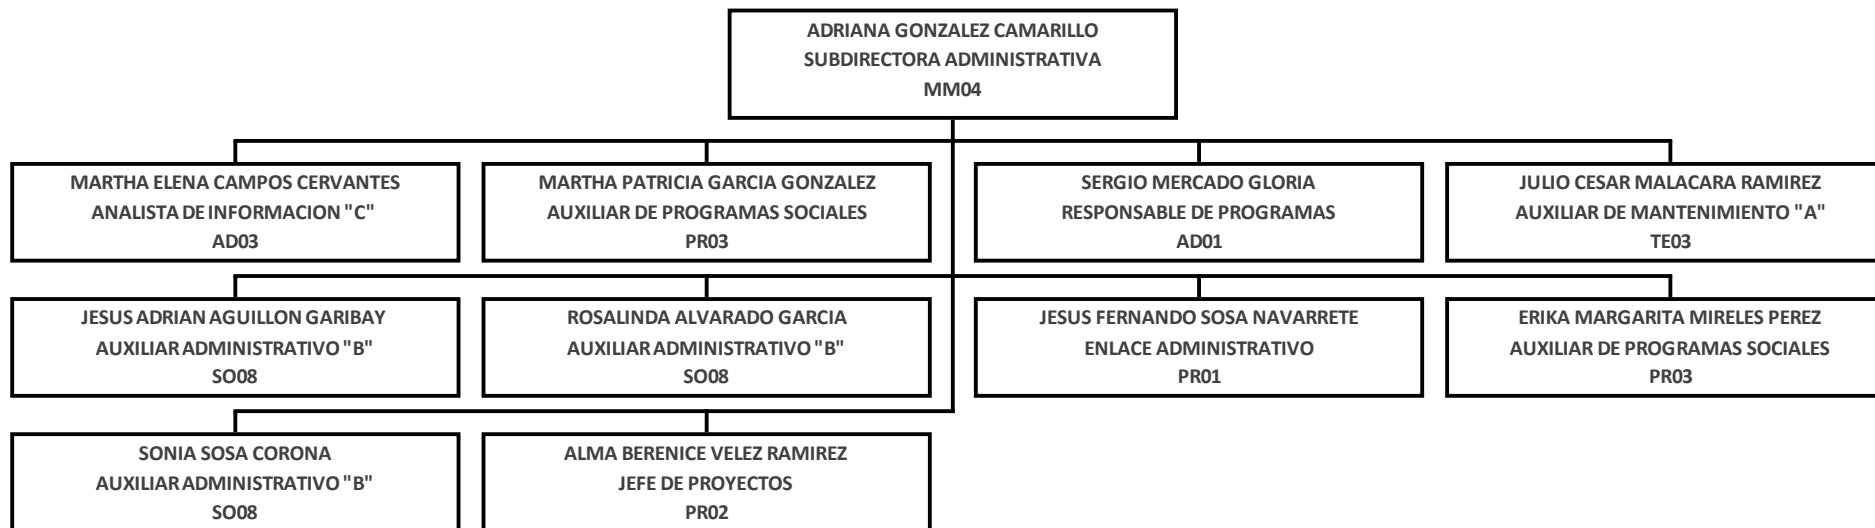 ADRIANA GONZALEZ CAMARILLO
SUBDIRECTORA ADMINISTRATIVA
MM04
MARTHA ELENA CAMPOS CERVANTES
ANALISTA DE INFORMACION "C"
AD03
MARTHA PATRICIA GARCIA GONZALEZ
AUXILIAR DE PROGRAMAS SOCIALES
PR03
SERGIO MERCADO GLORIA
RESPONSABLE DE PROGRAMAS
AD01
JULIO CESAR MALACARA RAMIREZ
AUXILIAR DE MANTENIMIENTO "A"
TE03
JESUS ADRIAN AGUILLON GARIBAY
AUXILIAR ADMINISTRATIVO "B"
SO08
ROSALINDA ALVARADO GARCIA
AUXILIAR ADMINISTRATIVO "B"
SO08
JESUS FERNANDO SOSA NAVARRETE
ENLACE ADMINISTRATIVO
PR01
ERIKA MARGARITA MIRELES PEREZ
AUXILIAR DE PROGRAMAS SOCIALES
PR03
SONIA SOSA CORONA
AUXILIAR ADMINISTRATIVO "B"
SO08
ALMA BERENICE VELEZ RAMIREZ
JEFE DE PROYECTOS
PR02